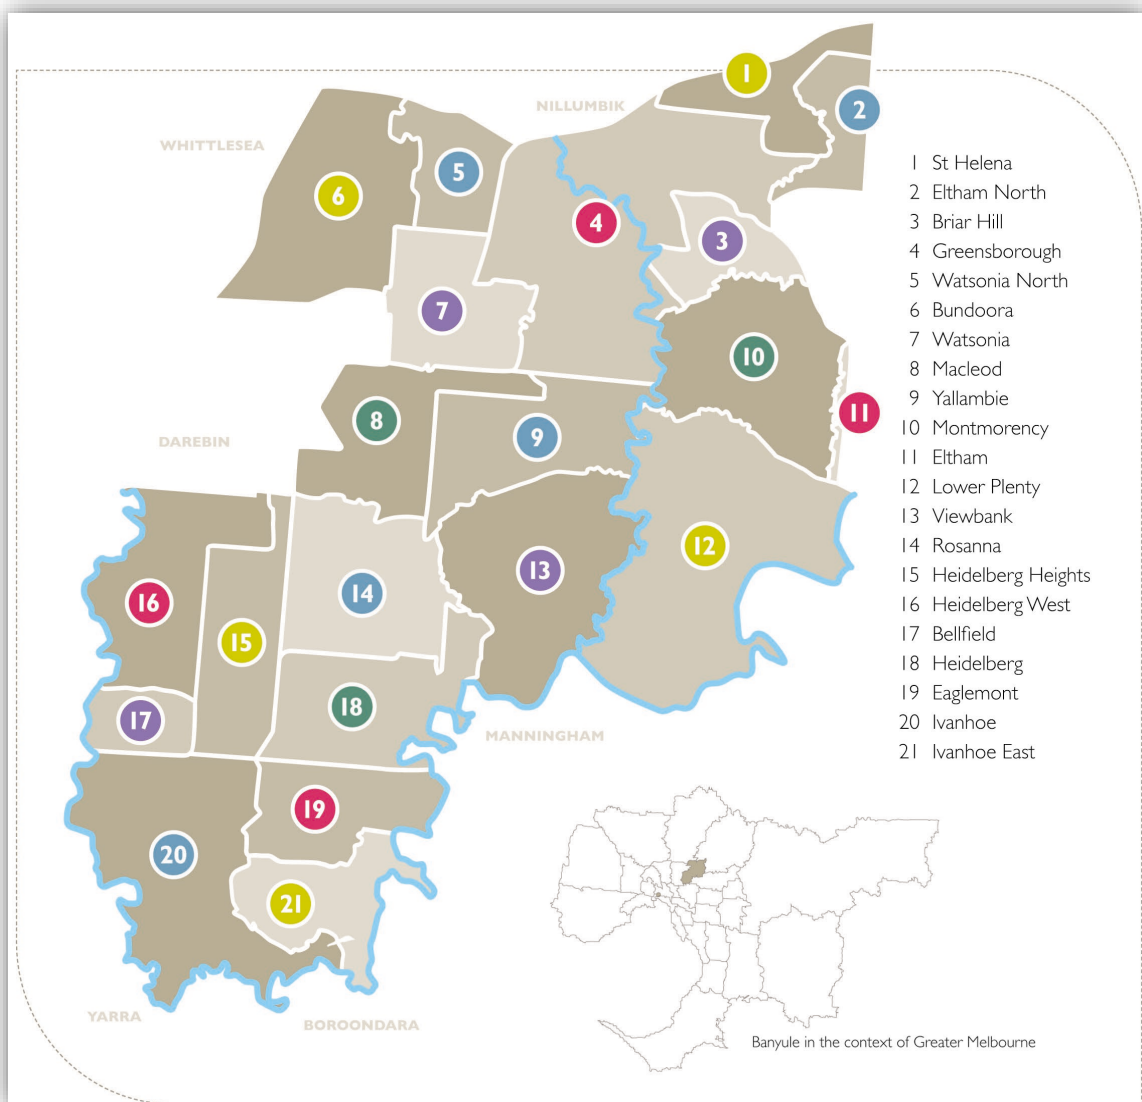 1
NILLUMBIK
2
WHITTLESEA
5
6
4
3
7
10
11
8
9
DAREBIN
12
13
14
16
15
18
17
MANNINGHAM
19
20
21
YARRA
BOROONDARA
1 St Helena
2 Eltham North
3 Briar Hill
4 Greensborough
5 Watsonia North
6 Bundoora
7 Watsonia
8 Macleod
9 Yallambie
10 Montmorency
11 Eltham
12 Lower Plenty
13 Viewbank
14 Rosanna
15 Heidelberg Heights
16 Heidelberg West
17 Bellfield
18 Heidelberg
19 Eaglemont
20 Ivanhoe
21 Ivanhoe East
Banyule in the context of Greater Melbourne